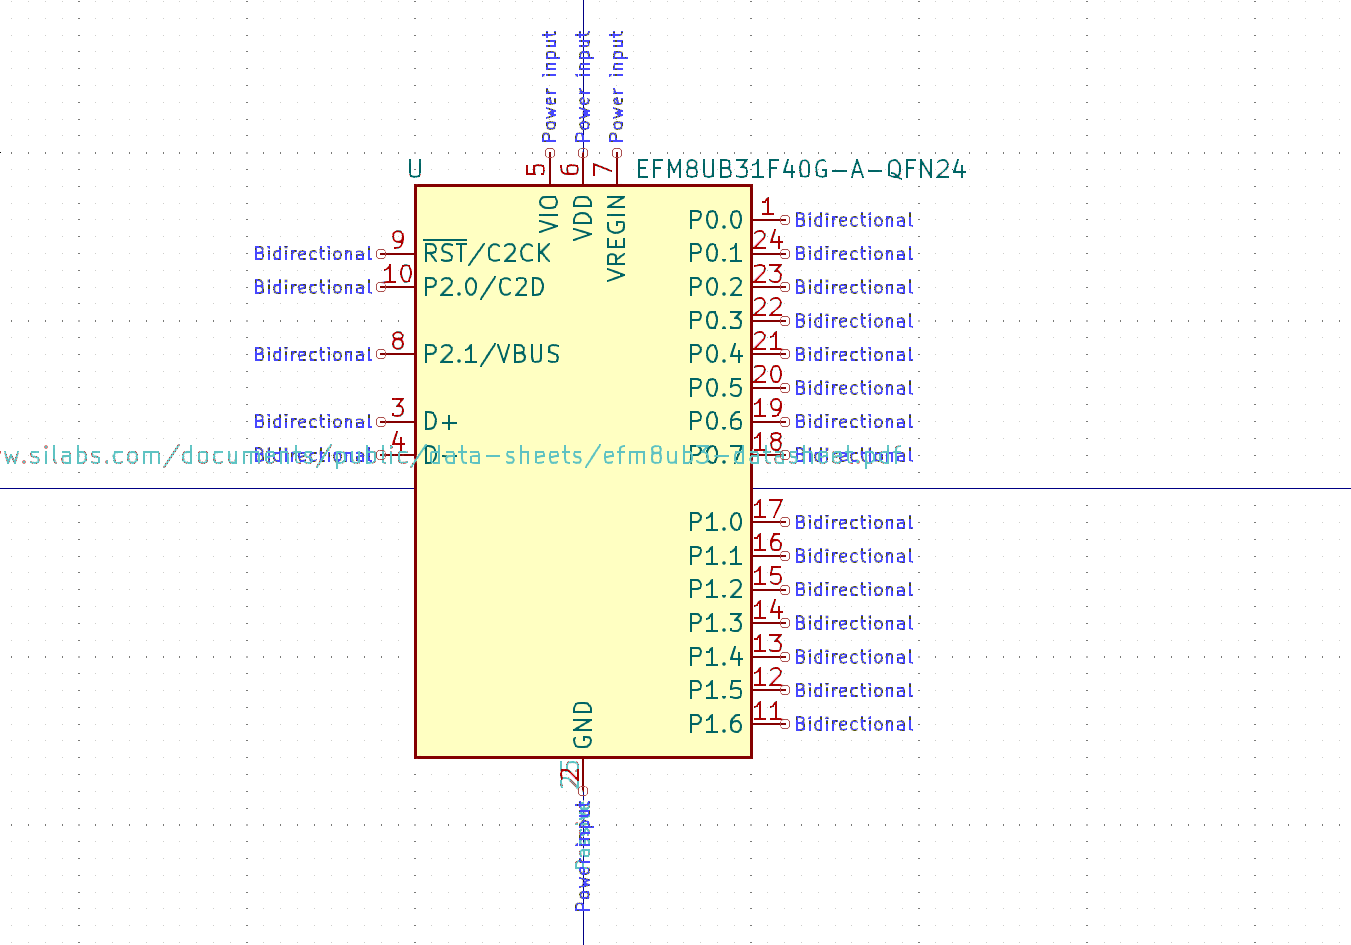 Power input Power input Power input
U 5 6 7 EFM8UB31F40G-A-QFN24
VIO VDD VREGIN
P0.0 1 Bidirectional
Bidirectional 9 RST/C2CK P0.1 24 Bidirectional
Bidirectional 10 P2.0/C2D P0.2 23 Bidirectional
P0.3 22 Bidirectional
Bidirectional 8 P2.1/VBUS P0.4 21 Bidirectional
P0.5 20 Bidirectional
Bidirectional 3 D+ P0.6 19 Bidirectional
Bidirectional 4 D- P0.7 18 Bidirectional
w.silabs.com/documents/public/data-sheets/efm8ub3-datasheet.pdf
P1.0 17 Bidirectional
P1.1 16 Bidirectional
P1.2 15 Bidirectional
P1.3 14 Bidirectional
P1.4 13 Bidirectional
P1.5 12 Bidirectional
GND P1.6 11 Bidirectional
2
Power input